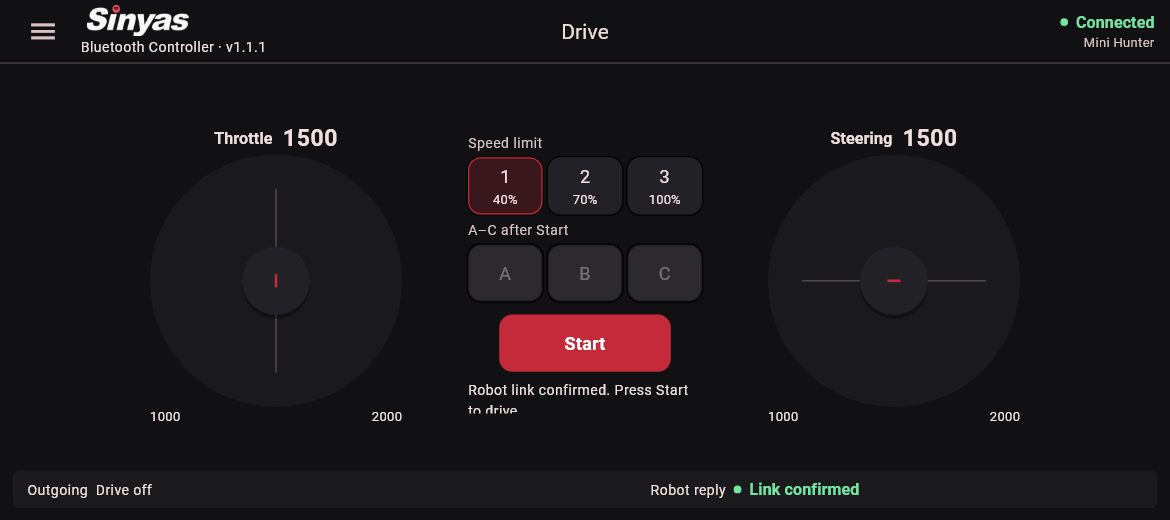 Sinyas
Bluetooth Controller · v1.1.1
Drive
Connected
Mini Hunter
Throttle 1500
1000 2000
Speed limit
1 2 3
40% 70% 100%
A–C after Start
A B C
Start
Robot link confirmed. Press Start
to drive
Steering 1500
1000 2000
Outgoing Drive off
Robot reply Link confirmed